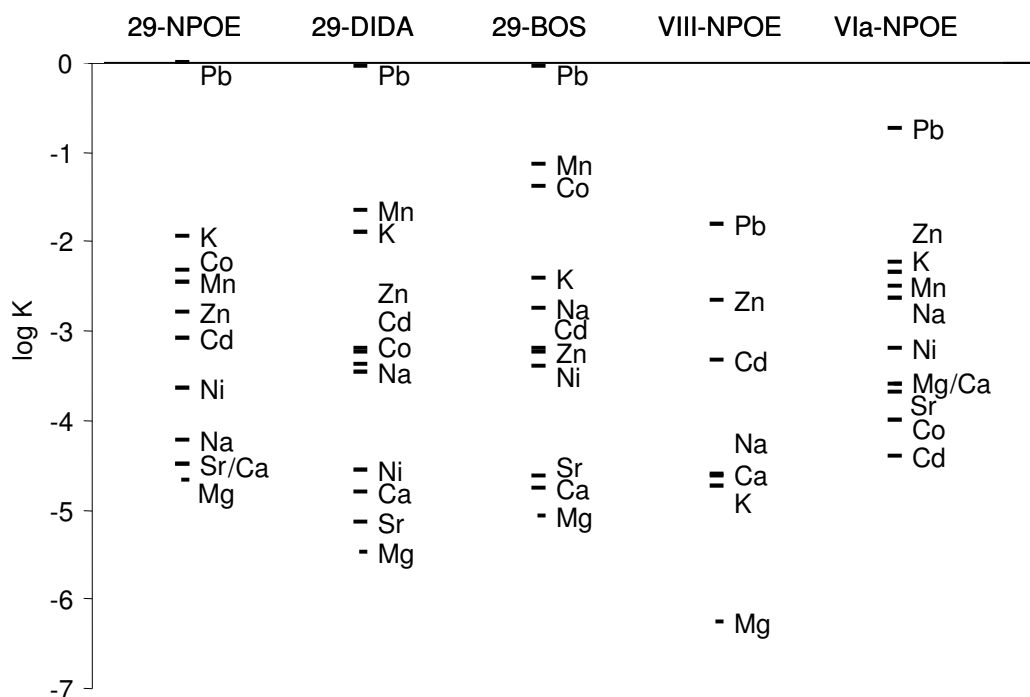 29-NPOE 29-DIDA 29-BOS VIII-NPOE VIa-NPOE
log K
0
-1
-2
-3
-4
-5
-6
-7
Pb
K
Co
Mn
Zn
Cd
Ni
Na
Sr/Ca
Mg
Pb
Mn
K
Zn
Cd
Co
Na
Ni
Ca
Sr
Mg
Pb
Mn
Co
K
Na
Cd
Zn
Ni
Sr
Ca
Mg
Pb
Zn
Cd
Na
Ca
K
Mg
Pb
Zn
K
Mn
Na
Ni
Mg/Ca
Sr
Co
Cd